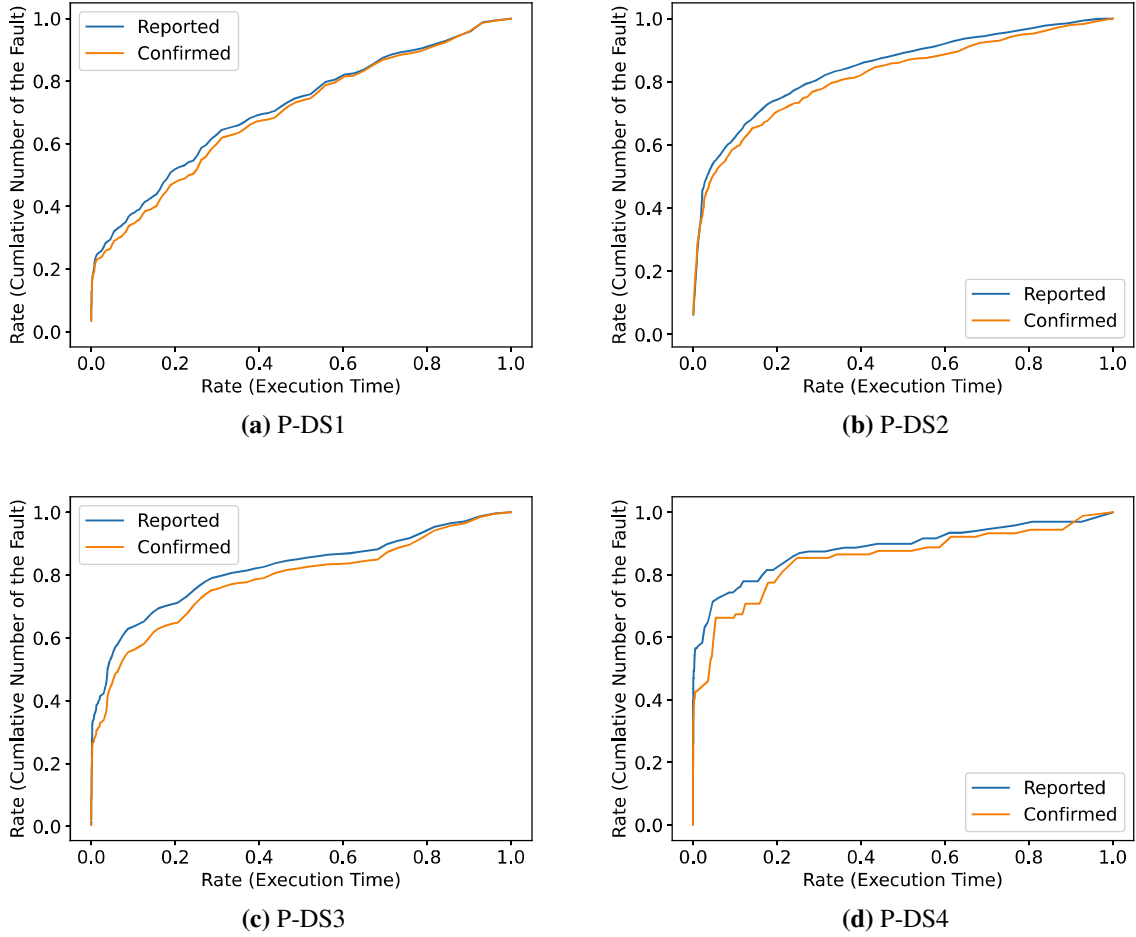 1.0
0.8
0.6
0.4
0.2
0.0
Rate (Cumlative Number of the Fault)
Reported
Confirmed
0.0 0.2 0.4 0.6 0.8 1.0
Rate (Execution Time)
(a) P-DS1
1.0
0.8
0.6
0.4
0.2
0.0
Rate (Cumlative Number of the Fault)
Reported
Confirmed
0.0 0.2 0.4 0.6 0.8 1.0
Rate (Execution Time)
(b) P-DS2
1.0
0.8
0.6
0.4
0.2
0.0
Rate (Cumlative Number of the Fault)
Reported
Confirmed
0.0 0.2 0.4 0.6 0.8 1.0
Rate (Execution Time)
(c) P-DS3
1.0
0.8
0.6
0.4
0.2
0.0
Rate (Cumlative Number of the Fault)
Reported
Confirmed
0.0 0.2 0.4 0.6 0.8 1.0
Rate (Execution Time)
(d) P-DS4